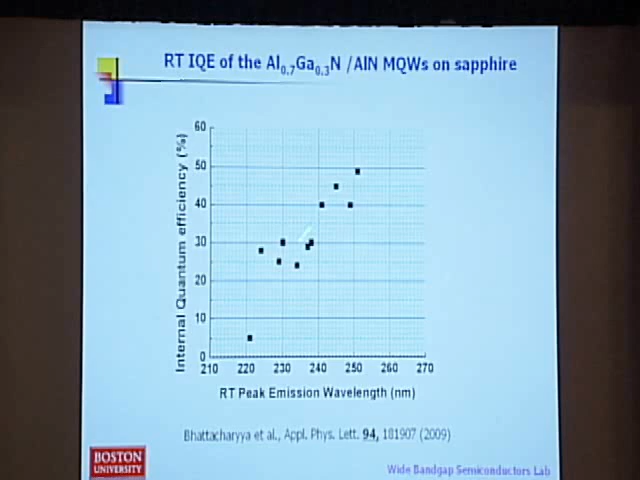 RT IQE of the Al0.7Ga0.3N /AlN MQWs on sapphire
Internal Quantum efficiency (%)
60
50
40
30
20
10
0
210 220 230 240 250 260 270
RT Peak Emission Wavelength (nm)
Bhattacharyya et al., Appl. Phys. Lett. 94, 181907 (2009)
BOSTON
UNIVERSITY
Wide Bandgap Semiconductors Lab